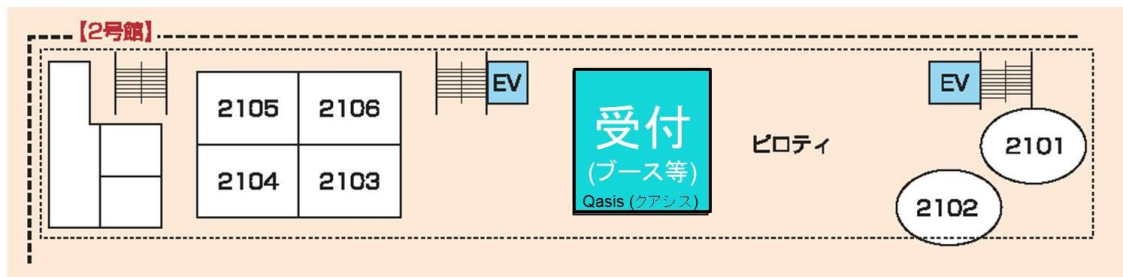 【2号館】
EV
EV
2105
2106
受付
(ブース等)
Qasis (クアシス)
ピロティ
2101
2104
2103
2102